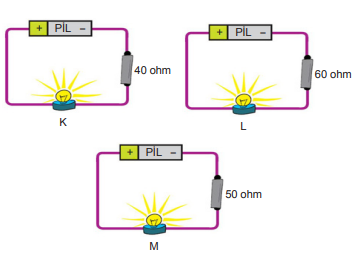 + PİL –
40 ohm
K
+ PİL –
60 ohm
L
+ PİL –
50 ohm
M